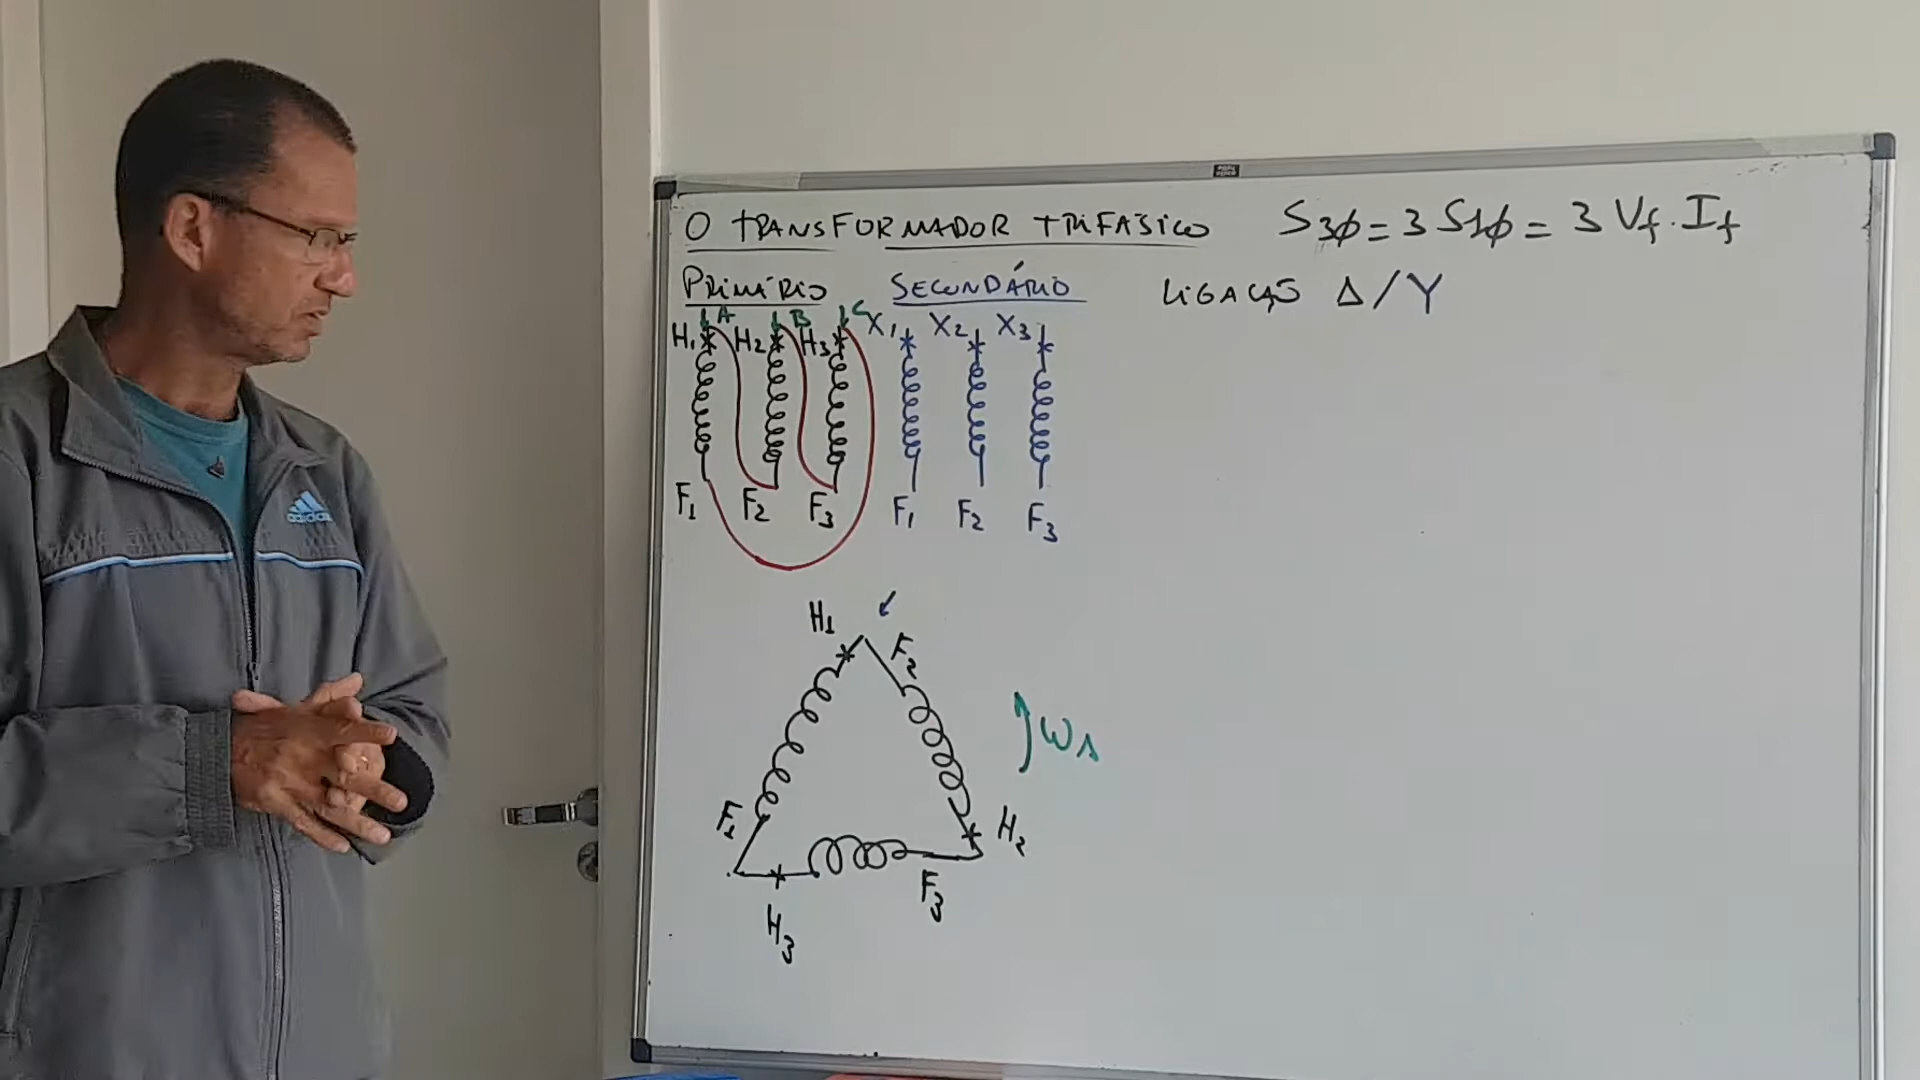 O TRANSFORMADOR TRIFÁSICO S3φ = 3 S1φ = 3 Vf . If
PRIMÁRIO SECUNDÁRIO LIGAÇÃO Δ/Y
A B C
H1 H2 H3 X1 X2 X3
F1 F2 F3 F1 F2 F3
adidas
H1 F2
ωs
F1 H2
H3 F3